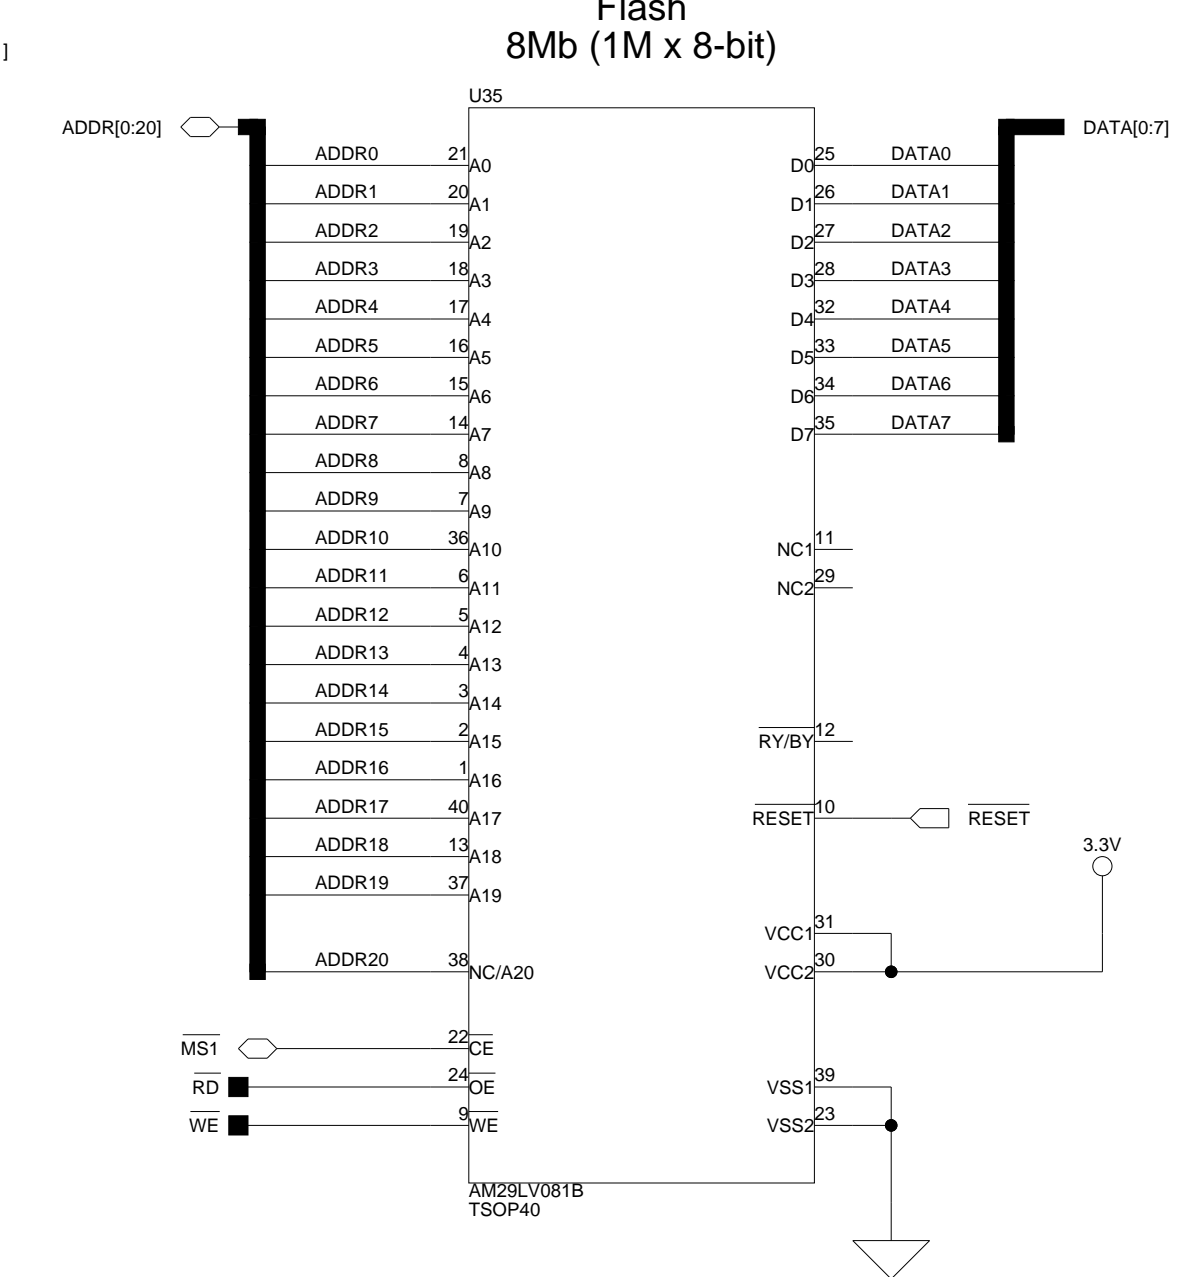 Flash
8Mb (1M x 8-bit)
]
U35
ADDR[0:20]
DATA[0:7]
ADDR0 21 A0 D0 25 DATA0
ADDR1 20 A1 D1 26 DATA1
ADDR2 19 A2 D2 27 DATA2
ADDR3 18 A3 D3 28 DATA3
ADDR4 17 A4 D4 32 DATA4
ADDR5 16 A5 D5 33 DATA5
ADDR6 15 A6 D6 34 DATA6
ADDR7 14 A7 D7 35 DATA7
ADDR8 8 A8
ADDR9 7 A9
ADDR10 36 A10 NC1 11
ADDR11 6 A11 NC2 29
ADDR12 5 A12
ADDR13 4 A13
ADDR14 3 A14
ADDR15 2 A15 RY/BY 12
ADDR16 1 A16
ADDR17 40 A17 RESET 10 RESET
ADDR18 13 A18 3.3V
ADDR19 37 A19
VCC1 31
ADDR20 38 NC/A20 VCC2 30
MS1 22 CE
RD 24 OE VSS1 39
WE 9 WE VSS2 23
AM29LV081B
TSOP40